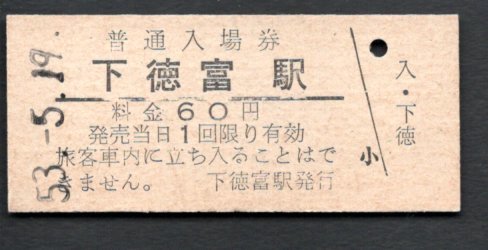 53.-5.19.
普通入場券
下徳富駅
料金60円
発売当日1回限り有効
旅客車内に立ち入ることはで
きません。 下徳富駅発行
小
入・下徳